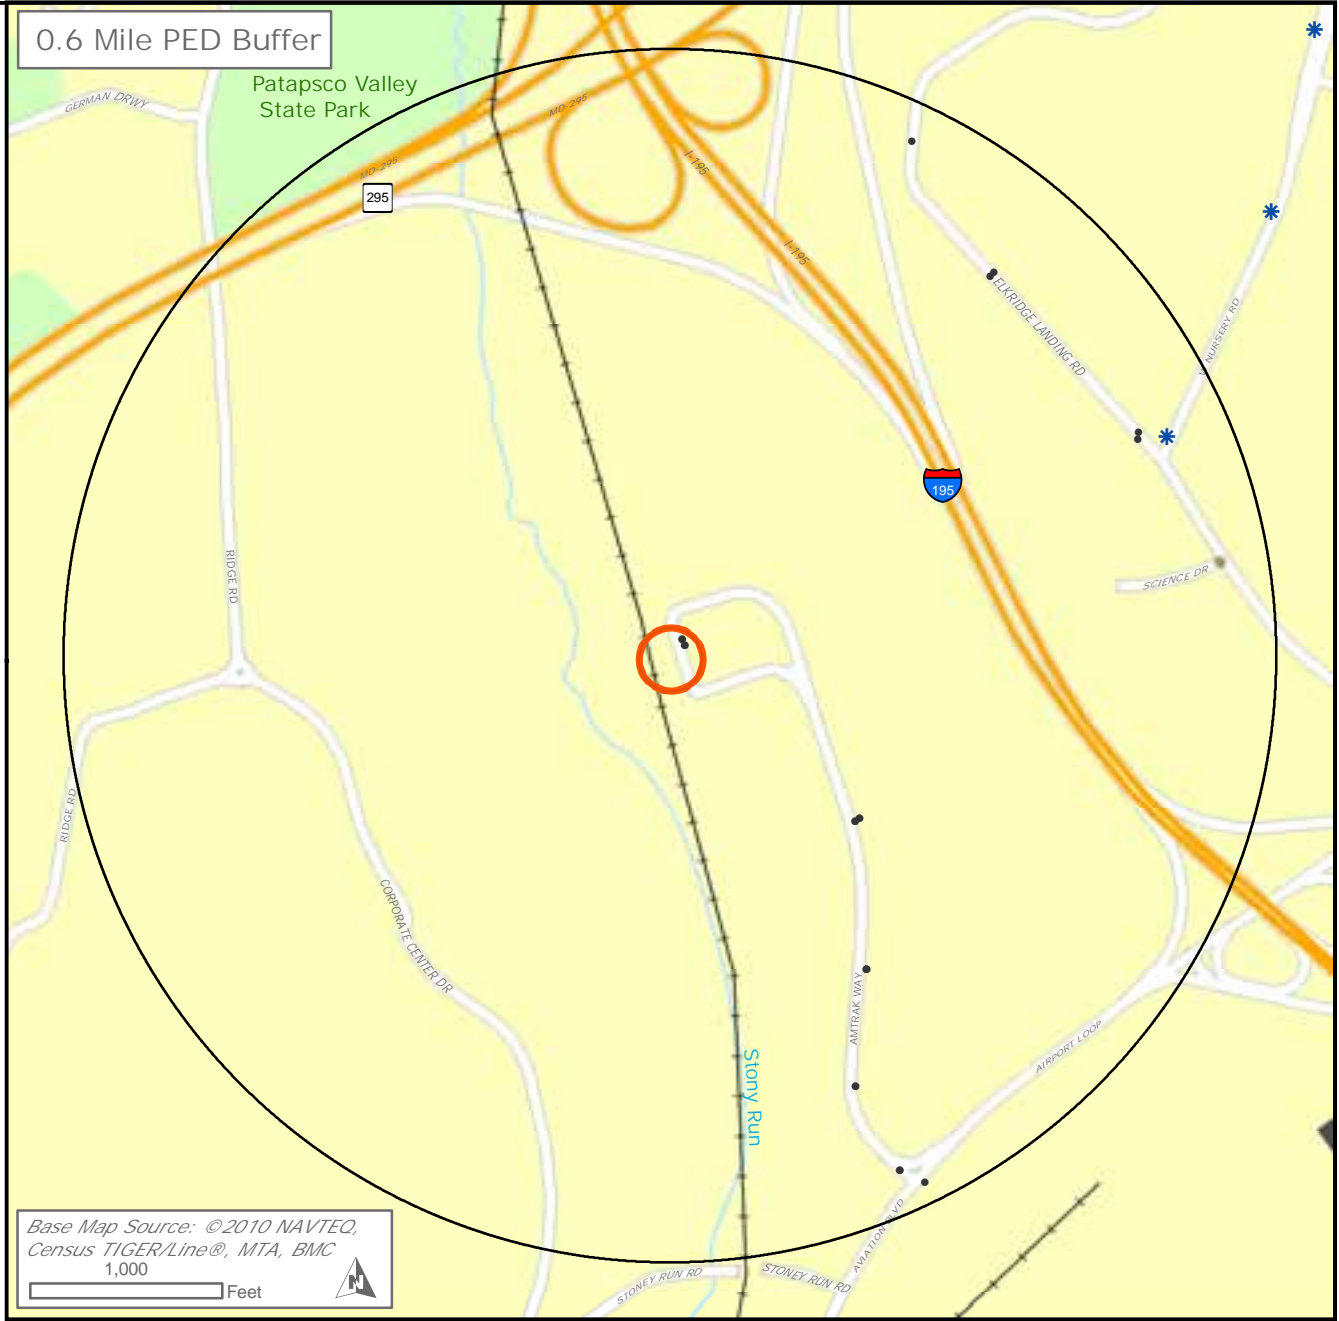 0.6 Mile PED Buffer
Patapsco Valley
State Park
GERMAN DRWY
MD-295
MD-295
295
I-195
I-195
ELKRIDGE LANDING RD
W NURSERY RD
195
SCIENCE DR
RIDGE RD
RIDGE RD
CORPORATE CENTER DR
AMTRAK WAY
AIRPORT LOOP
Stony Run
AVIATION BLVD
STONEY RUN RD
STONEY RUN RD
Base Map Source: ©2010 NAVTEQ,
Census TIGER/Line®, MTA, BMC
1,000
Feet
N